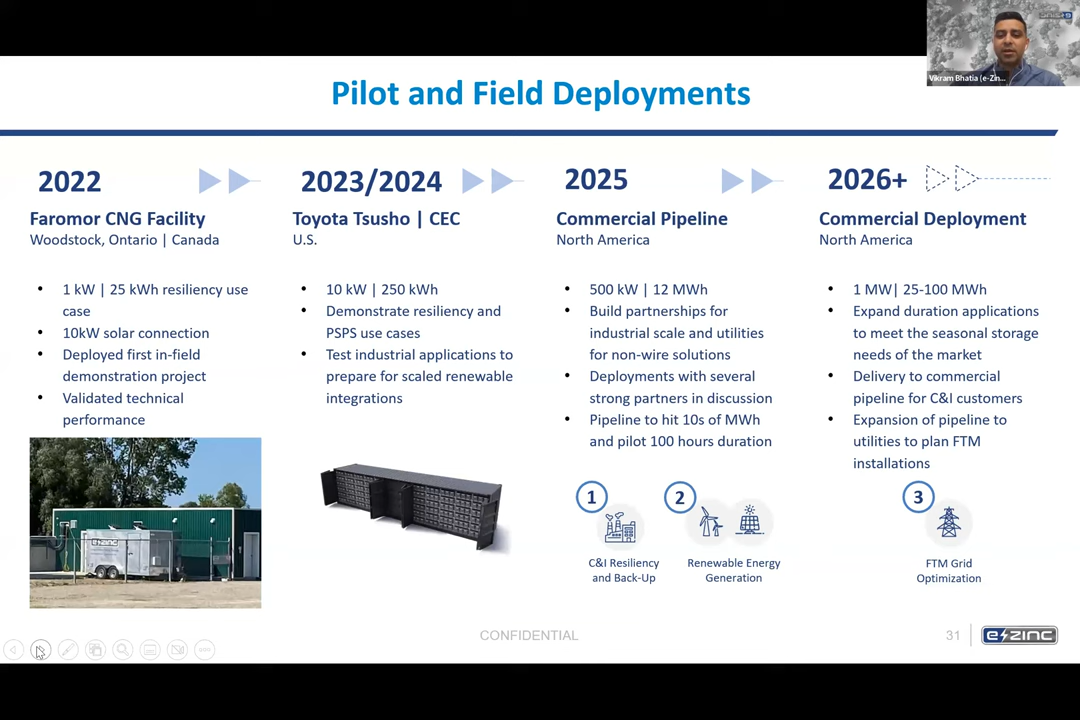 Vikram Bhatia (e-Zin...
Pilot and Field Deployments
2022
Faromor CNG Facility
Woodstock, Ontario | Canada
• 1 kW | 25 kWh resiliency use
case
• 10kW solar connection
• Deployed first in-field
demonstration project
• Validated technical
performance
2023/2024
Toyota Tsusho | CEC
U.S.
• 10 kW | 250 kWh
• Demonstrate resiliency and
PSPS use cases
• Test industrial applications to
prepare for scaled renewable
integrations
2025
Commercial Pipeline
North America
• 500 kW | 12 MWh
• Build partnerships for
industrial scale and utilities
for non-wire solutions
• Deployments with several
strong partners in discussion
• Pipeline to hit 10s of MWh
and pilot 100 hours duration
1
C&I Resiliency
and Back-Up
2
Renewable Energy
Generation
2026+
Commercial Deployment
North America
• 1 MW| 25-100 MWh
• Expand duration applications
to meet the seasonal storage
needs of the market
• Delivery to commercial
pipeline for C&I customers
• Expansion of pipeline to
utilities to plan FTM
installations
3
FTM Grid
Optimization
e zinc
CONFIDENTIAL
31
e zinc